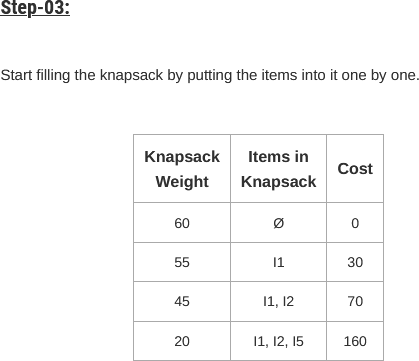 Step-03:
Start filling the knapsack by putting the items into it one by one.
Knapsack Weight Items in Knapsack Cost
60 Ø 0
55 I1 30
45 I1, I2 70
20 I1, I2, I5 160